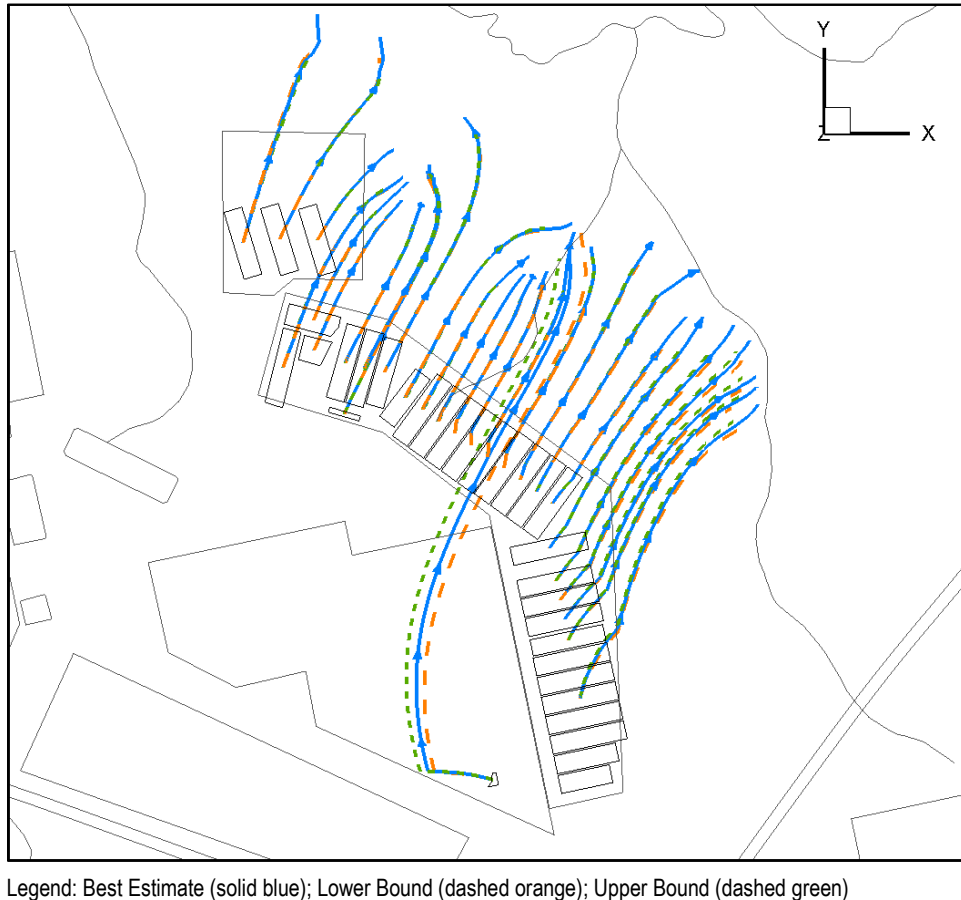 Y
X
Z
Legend: Best Estimate (solid blue); Lower Bound (dashed orange); Upper Bound (dashed green)